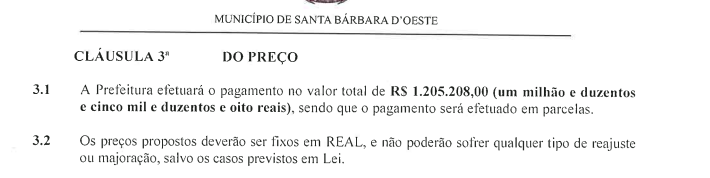 MUNICÍPIO DE SANTA BÁRBARA D'OESTE
CLÁUSULA 3ª DO PREÇO
3.1 A Prefeitura efetuará o pagamento no valor total de R$ 1.205.208,00 (um milhão e duzentos
e cinco mil e duzentos e oito reais), sendo que o pagamento será efetuado em parcelas.
3.2 Os preços propostos deverão ser fixos em REAL, e não poderão sofrer qualquer tipo de reajuste
ou majoração, salvo os casos previstos em Lei.